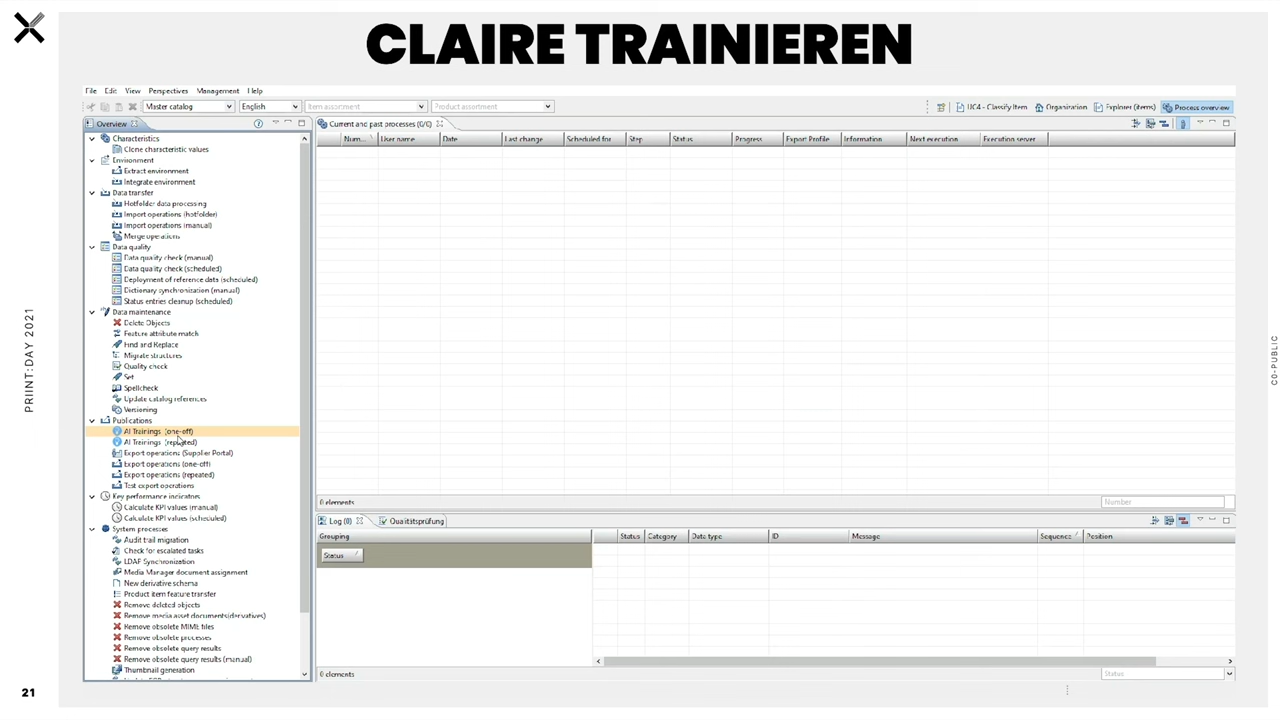 CLAIRE TRAINIEREN
File Edit View Perspectives Management Help
Master catalog English Item assortment Product assortment
UC4 - Classify Item Organization Explorer (items) Process overview
Overview
Characteristics
Clone characteristic values
Environment
Extract environment
Integrate environment
Data transfer
Hotfolder data processing
Import operations (hotfolder)
Import operations (manual)
Merge operations
Data quality
Data quality check (manual)
Data quality check (scheduled)
Deployment of reference data (scheduled)
Dictionary synchronization (manual)
Status entries cleanup (scheduled)
Data maintenance
Delete Objects
Feature attribute match
Find and Replace
Migrate structures
Quality check
Set
Spellcheck
Update catalog references
Versioning
Publications
AI Trainings (one-off)
AI Trainings (repeated)
Export operations (Supplier Portal)
Export operations (one-off)
Export operations (repeated)
Test export operations
Key performance indicators
Calculate KPI values (manual)
Calculate KPI values (scheduled)
System processes
Audit trail migration
Check for escalated tasks
LDAP Synchronization
Media Manager document assignment
New derivative schema
Product item feature transfer
Remove deleted objects
Remove media asset documents(derivatives)
Remove obsolete MIME files
Remove obsolete processes
Remove obsolete query results
Remove obsolete query results (manual)
Thumbnail generation
Current and past processes (0/0)
Num... User name Date Last change Scheduled for Step Status Progress Export Profile Information Next execution Execution server
0 elements Number
Log (0) Qualitätsprüfung
Grouping
Status
Status Category Data type ID Message Sequence Position
0 elements Status
PRIINT:DAY 2021
C0-PUBLIC
21